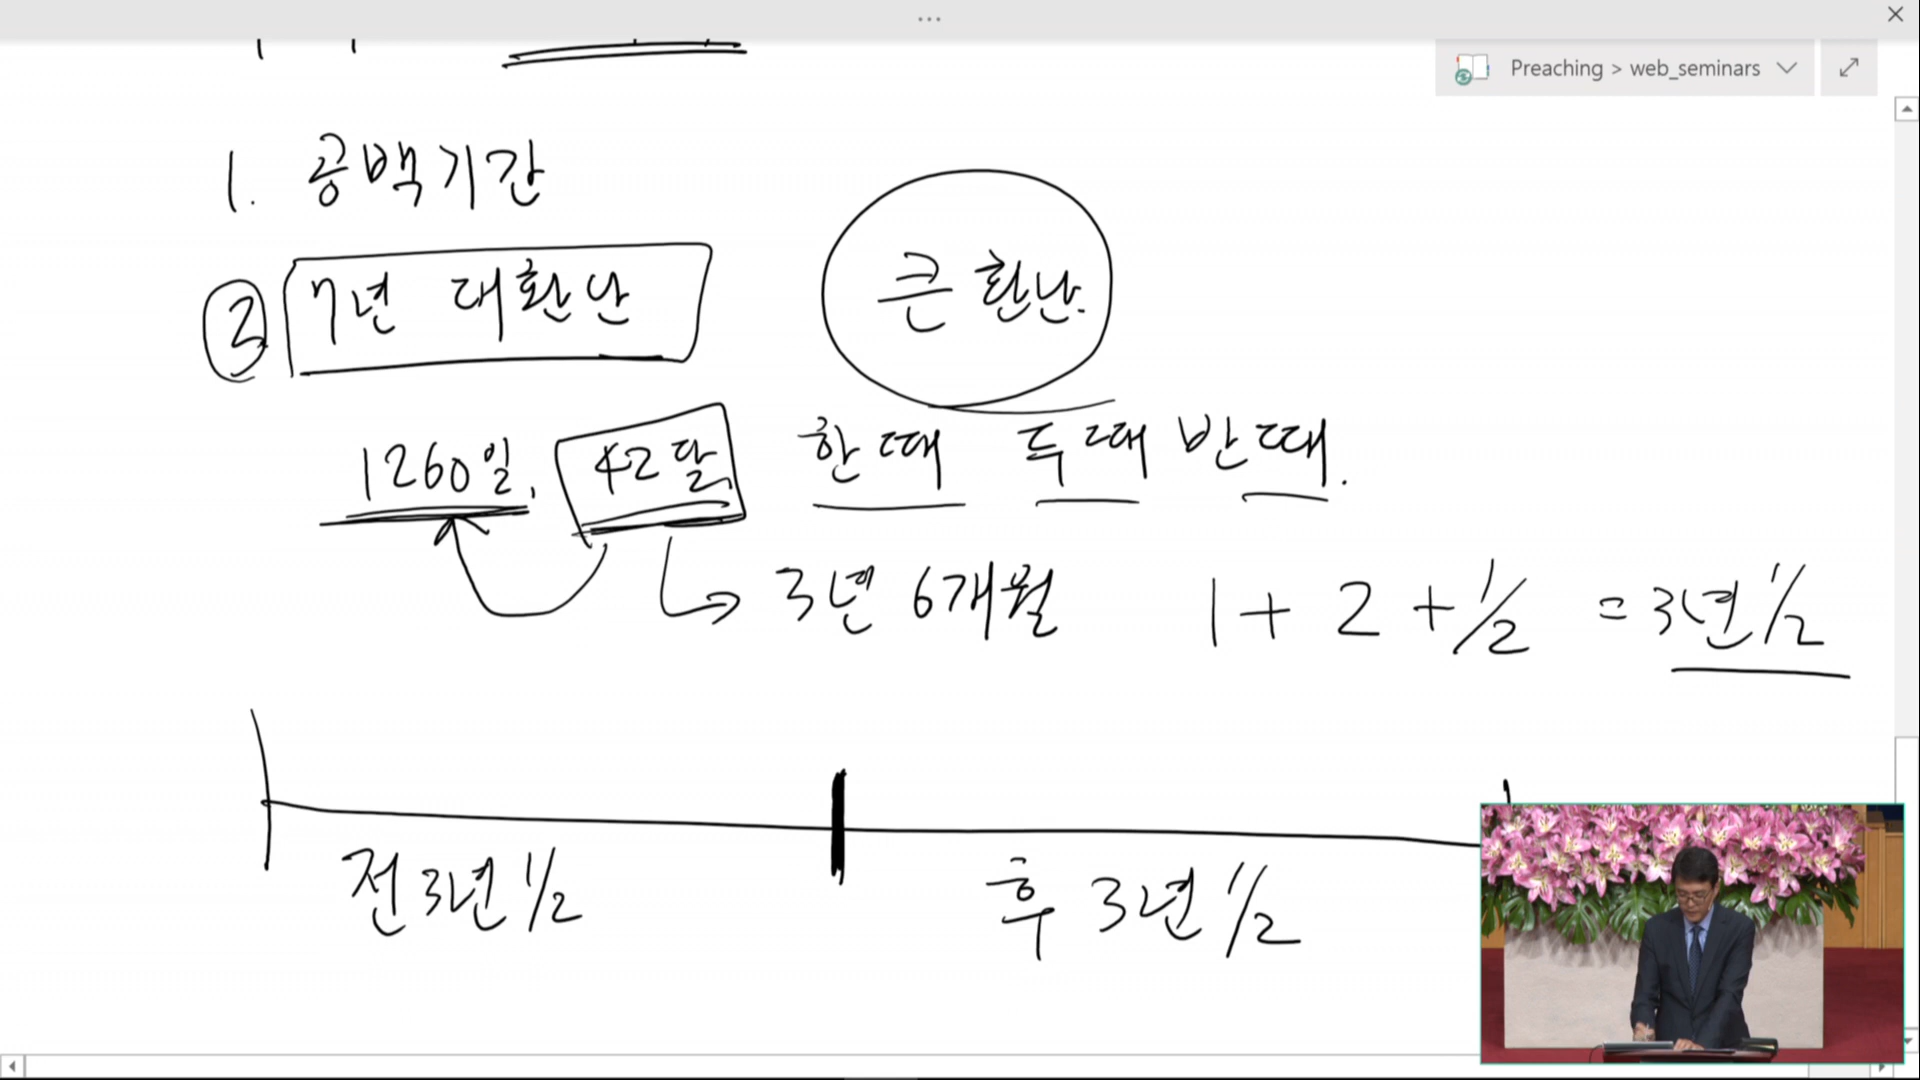 ...
Preaching > web_seminars
1. 공백기간
② 7년 대환난 큰 환난.
1260일, 42달 한때 두때 반때.
→ 3년 6개월 1 + 2 + 1/2 = 3년 1/2
전 3년 1/2 후 3년 1/2